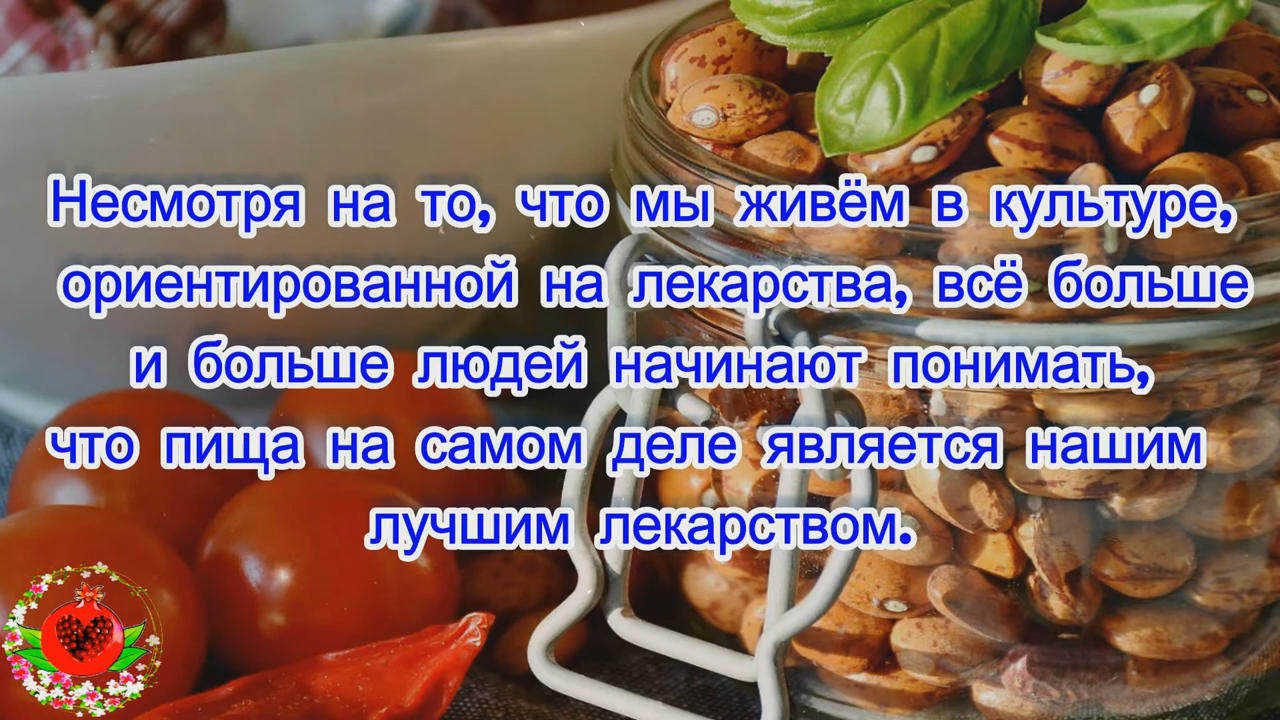 Несмотря на то, что мы живём в культуре,
ориентированной на лекарства, всё больше
и больше людей начинают понимать,
что пища на самом деле является нашим
лучшим лекарством.